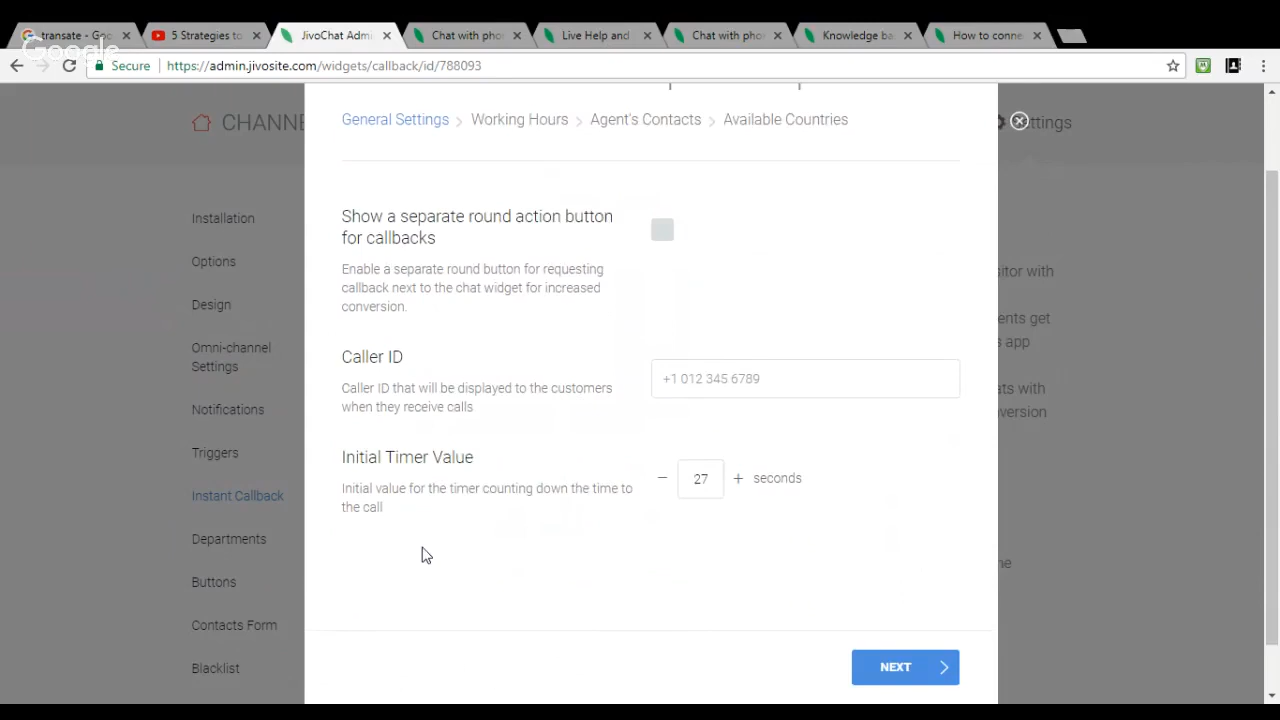 transate - Goo
5 Strategies to
JivoChat Adm
Chat with pho
Live Help and
Chat with pho
Knowledge ba
How to conne
Google
Secure
https://admin.jivosite.com/widgets/callback/id/788093
CHANNE
General Settings
Working Hours
Agent's Contacts
Available Countries
ttings
Installation
Options
Design
Omni-channel
Settings
Notifications
Triggers
Instant Callback
Departments
Buttons
Contacts Form
Blacklist
Show a separate round action button
for callbacks
Enable a separate round button for requesting
callback next to the chat widget for increased
conversion.
Caller ID
Caller ID that will be displayed to the customers
when they receive calls
+1 012 345 6789
Initial Timer Value
Initial value for the timer counting down the time to
the call
− 27 + seconds
NEXT
sitor with
ents get
s app
ats with
version
ne